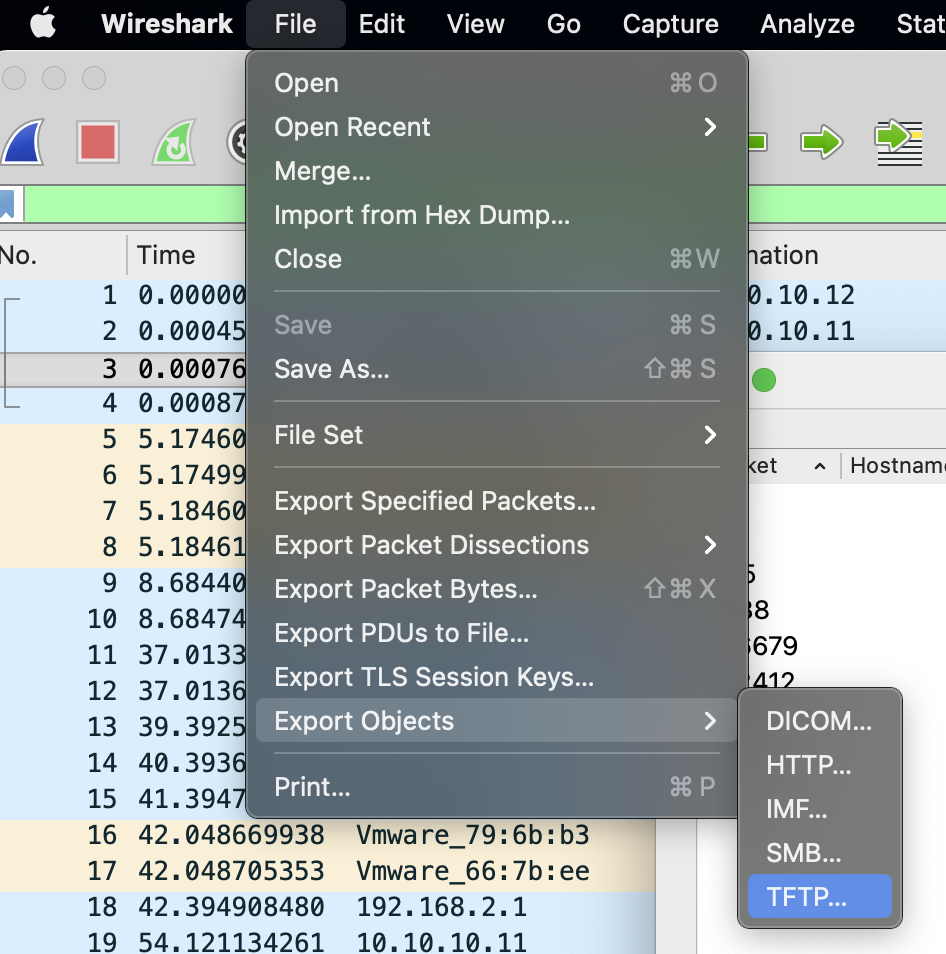 Wireshark File Edit View Go Capture Analyze Stat
Open ⌘ O
Open Recent
Merge...
Import from Hex Dump...
Close ⌘ W
Save ⌘ S
Save As... ⇧ ⌘ S
File Set
Export Specified Packets...
Export Packet Dissections
Export Packet Bytes... ⇧ ⌘ X
Export PDUs to File...
Export TLS Session Keys...
Export Objects
Print... ⌘ P
DICOM...
HTTP...
IMF...
SMB...
TFTP...
No. Time nation
1 0.00000 0.10.12
2 0.00045 0.10.11
3 0.00076
4 0.00087
5 5.17460
6 5.17499
7 5.18460
8 5.18461
9 8.68440
10 8.68474
11 37.0133
12 37.0136
13 39.3925
14 40.3936
15 41.3947
16 42.048669938 Vmware_79:6b:b3
17 42.048705353 Vmware_66:7b:ee
18 42.394908480 192.168.2.1
19 54.121134261 10.10.10.11
ket Hostname
5
38
6679
2412